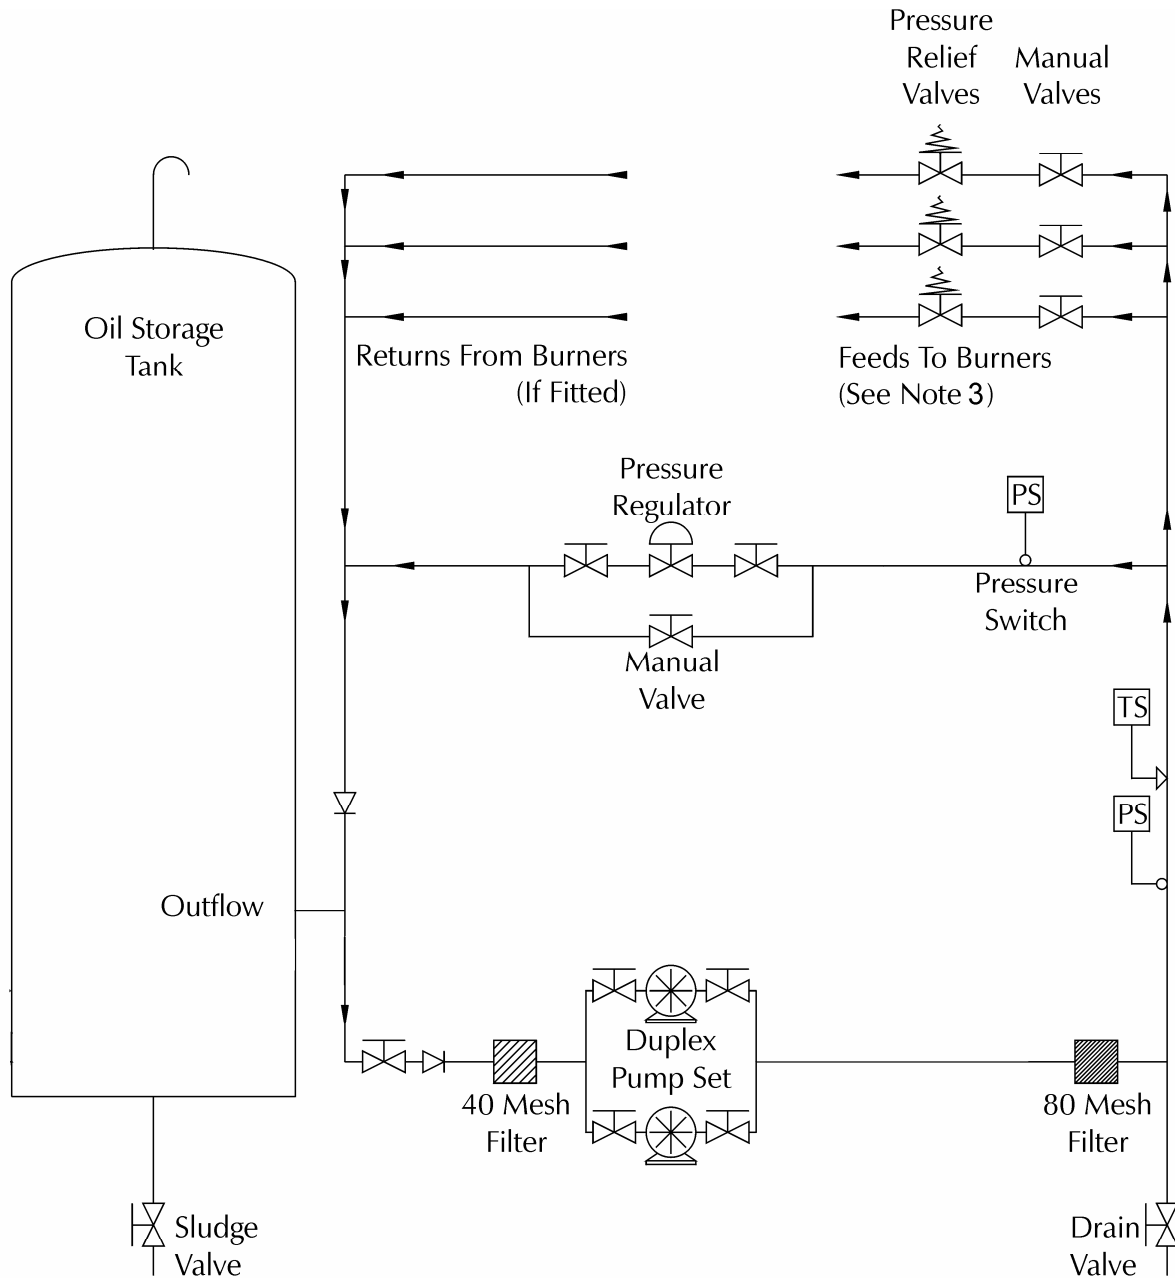 Pressure
Relief
Valves
Manual
Valves
Oil Storage
Tank
Returns From Burners
(If Fitted)
Feeds To Burners
(See Note 3)
Pressure
Regulator
PS
Pressure
Switch
Manual
Valve
TS
PS
Outflow
Duplex
Pump Set
40 Mesh
Filter
80 Mesh
Filter
Sludge
Valve
Drain
Valve